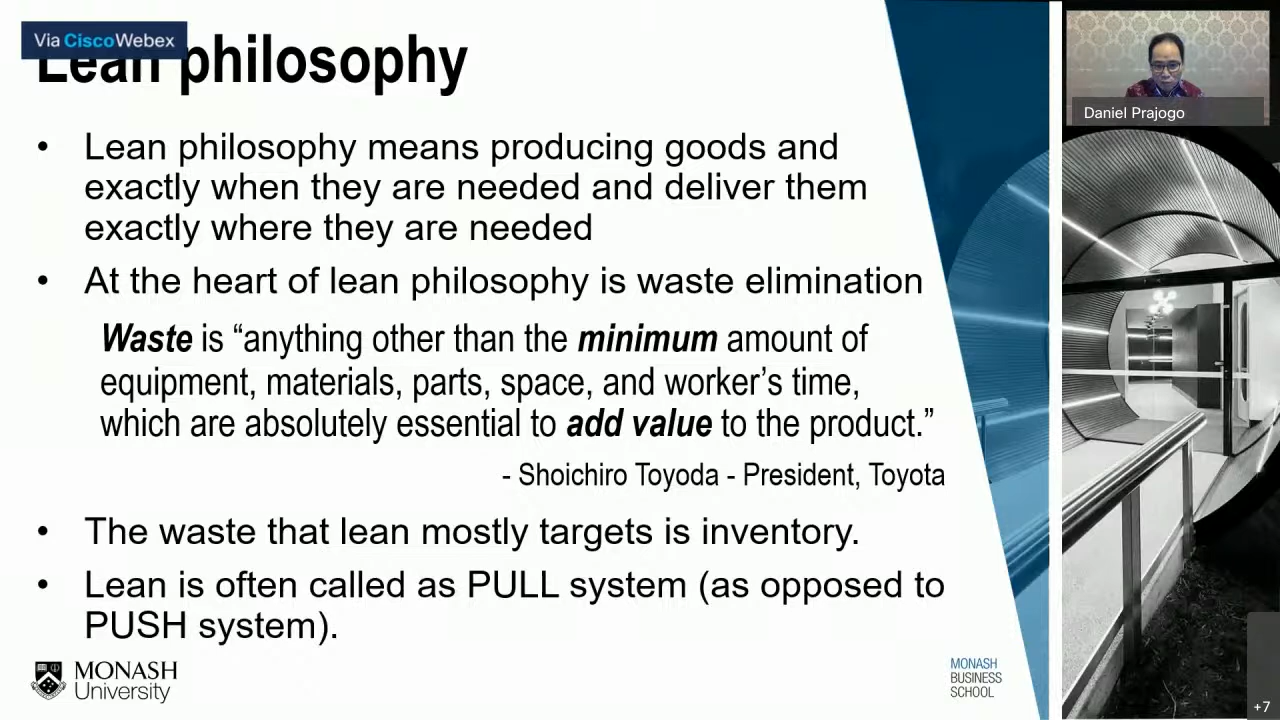 Via CiscoWebex
Lean philosophy
• Lean philosophy means producing goods and
exactly when they are needed and deliver them
exactly where they are needed
• At the heart of lean philosophy is waste elimination
Waste is “anything other than the minimum amount of
equipment, materials, parts, space, and worker’s time,
which are absolutely essential to add value to the product.”
- Shoichiro Toyoda - President, Toyota
• The waste that lean mostly targets is inventory.
• Lean is often called as PULL system (as opposed to
PUSH system).
MONASH
University
MONASH
BUSINESS
SCHOOL
Daniel Prajogo
+7